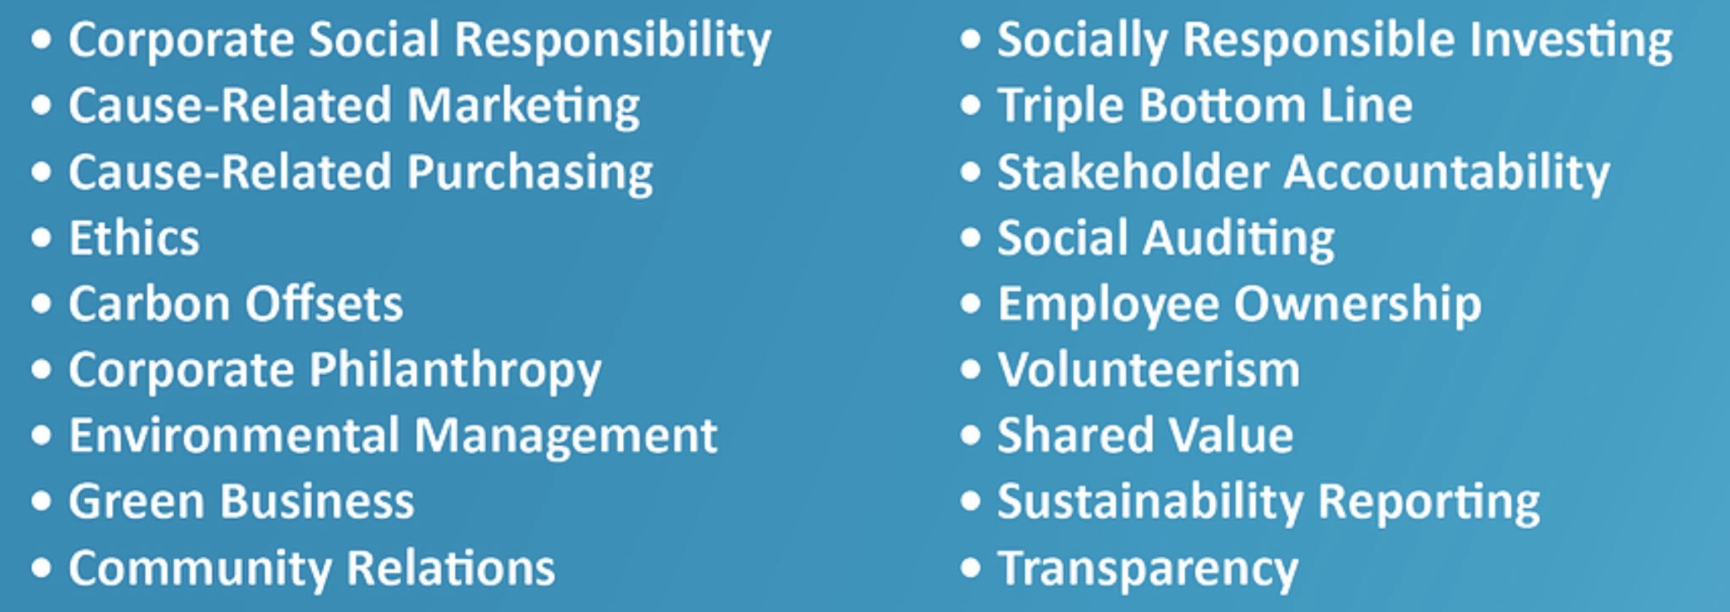 • Corporate Social Responsibility
• Cause-Related Marketing
• Cause-Related Purchasing
• Ethics
• Carbon Offsets
• Corporate Philanthropy
• Environmental Management
• Green Business
• Community Relations
• Socially Responsible Investing
• Triple Bottom Line
• Stakeholder Accountability
• Social Auditing
• Employee Ownership
• Volunteerism
• Shared Value
• Sustainability Reporting
• Transparency